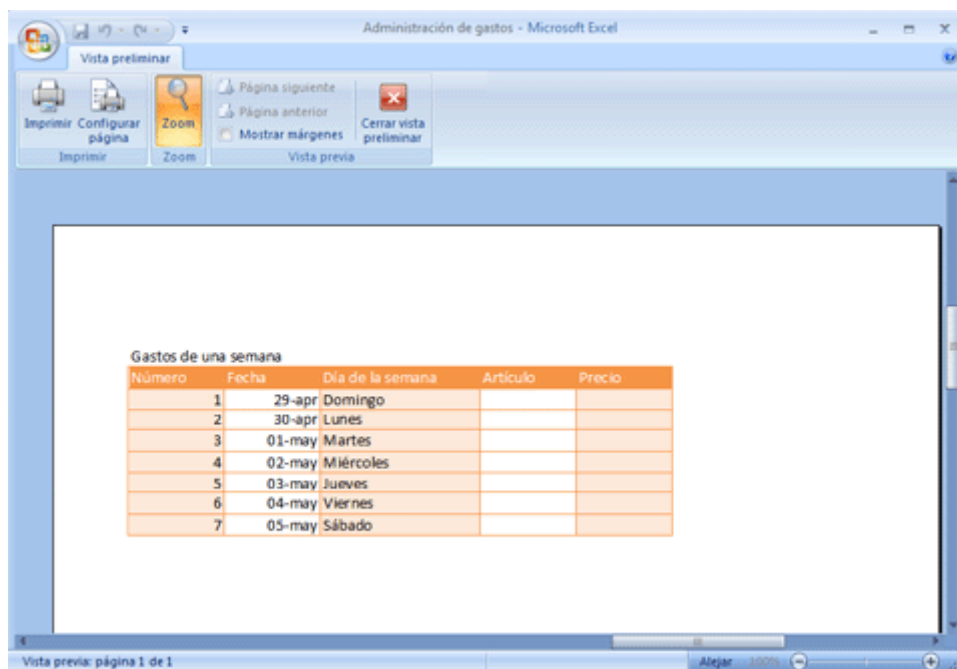 Administración de gastos - Microsoft Excel
Vista preliminar
Página siguiente
Página anterior
Mostrar márgenes
Imprimir Configurar página
Zoom
Cerrar vista preliminar
Imprimir Zoom Vista previa
Gastos de una semana
Número Fecha Día de la semana Artículo Precio
1 29-apr Domingo
2 30-apr Lunes
3 01-may Martes
4 02-may Miércoles
5 03-may Jueves
6 04-may Viernes
7 05-may Sábado
Vista previa: página 1 de 1 Alejar 100%